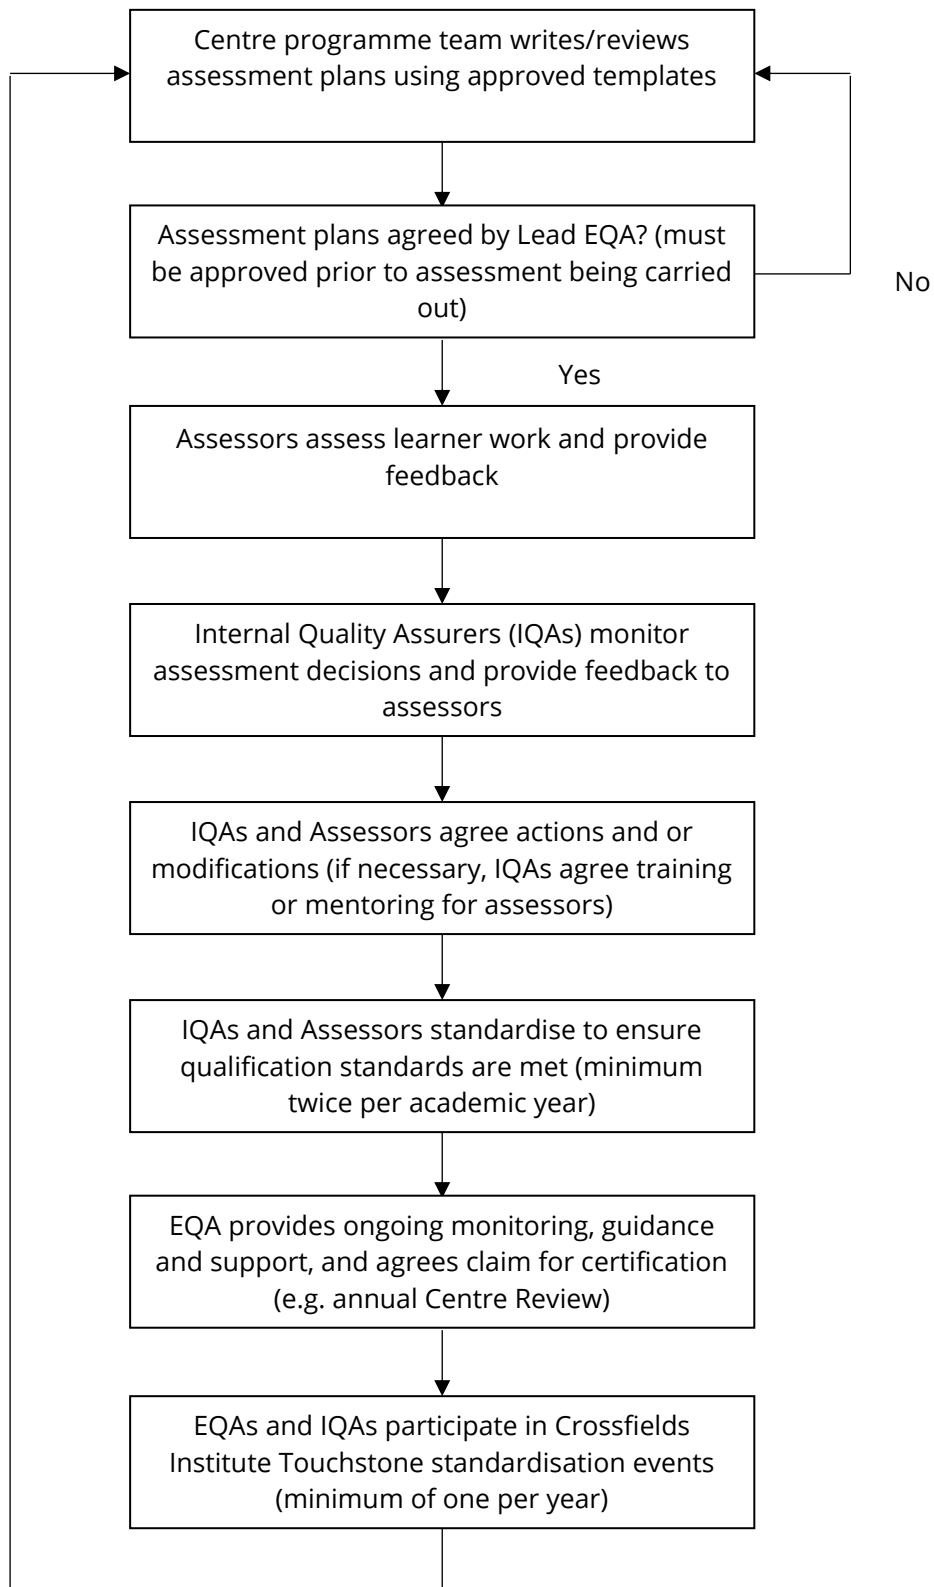 Centre programme team writes/reviews
assessment plans using approved templates
Assessment plans agreed by Lead EQA? (must
be approved prior to assessment being carried
out)
No
Yes
Assessors assess learner work and provide
feedback
Internal Quality Assurers (IQAs) monitor
assessment decisions and provide feedback to
assessors
IQAs and Assessors agree actions and or
modifications (if necessary, IQAs agree training
or mentoring for assessors)
IQAs and Assessors standardise to ensure
qualification standards are met (minimum
twice per academic year)
EQA provides ongoing monitoring, guidance
and support, and agrees claim for certification
(e.g. annual Centre Review)
EQAs and IQAs participate in Crossfields
Institute Touchstone standardisation events
(minimum of one per year)